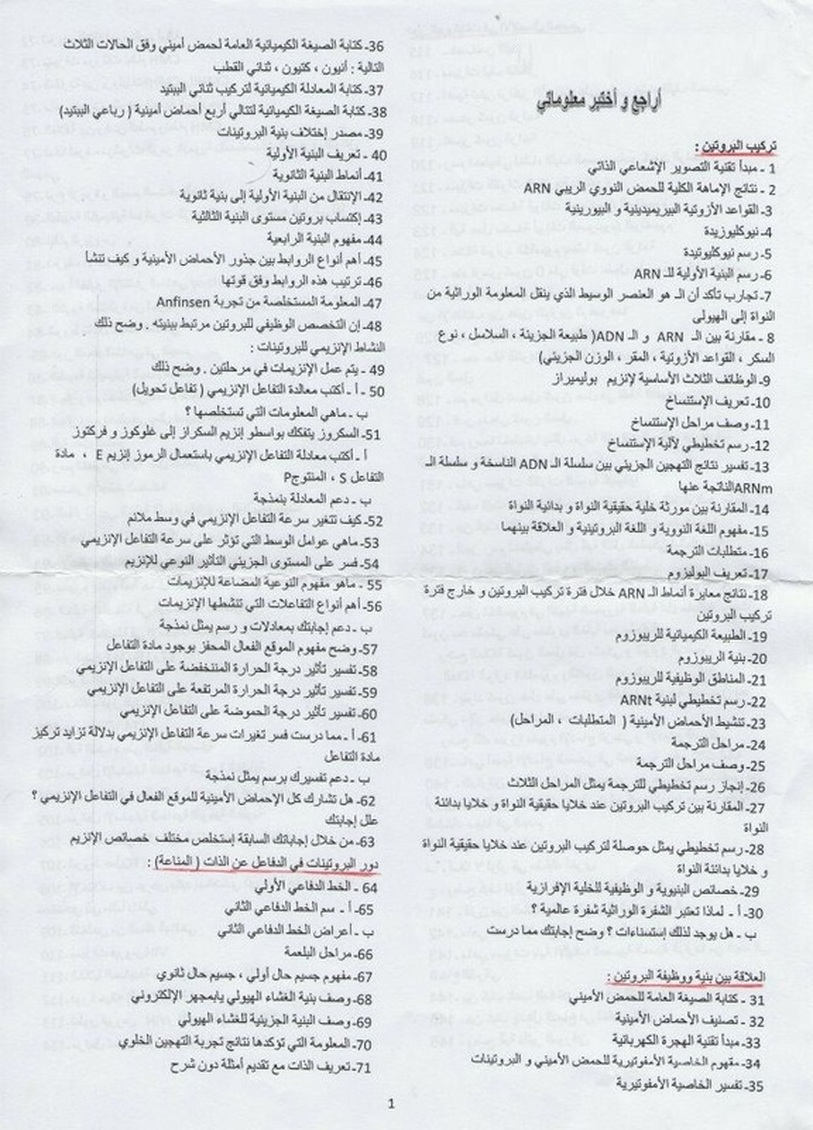 أراجع و أختبر معلوماتي
تركيب البروتين :
1 - مبدأ تقنية التصوير الإشعاعي الذاتي
2 - نتائج الإماهة الكلية للحمض النووي الريبي ARN
3- القواعد الأزوتية البيريميدينية و البيورينية
4- نيوكليوزيدة
5- رسم نيوكليوتيدة
6- رسم البنية الأولية للـ ARN
7- تجارب تأكد أن الـ هو العنصر الوسيط الذي ينقل المعلومة الوراثية من
النواة إلى الهيولى
8 - مقارنة بين الـ ARN و الـ ADN( طبيعة الجزيئة ، السلاسل ، نوع
السكر ، القواعد الأزوتية ، المقر ، الوزن الجزيئي)
9- الوظائف الثلاث الأساسية لإنزيم بوليميراز
10- تعريف الإستنساخ
11- وصف مراحل الإستنساخ
12- رسم تخطيطي لألية الإستنساخ
13- تفسير نتائج التهجين الجزيئي بين سلسلة الـ ADN الناسخة و سلسلة الـ
ARNm الناتجة عنها
14- المقارنة بين مورثة خلية حقيقية النواة و بدائية النواة
15- مفهوم اللغة النووية و اللغة البروتينية و العلاقة بينهما
16- متطلبات الترجمة
17- تعريف البوليزوم
18- نتائج معايرة أنماط الـ ARN خلال فترة تركيب البروتين و خارج فترة
تركيب البروتين
19- الطبيعة الكيميائية للريبوزوم
20- بنية الريبوزوم
21- المناطق الوظيفية للريبوزوم
22- رسم تخطيطي لبنية ARNt
23- تنشيط الأحماض الأمينية ( المتطلبات ، المراحل)
24- مراحل الترجمة
25- وصف مراحل الترجمة
26- إنجاز رسم تخطيطي للترجمة يمثل المراحل الثلاث
27- المقارنة بين تركيب البروتين عند خلايا حقيقية النواة و خلايا بدائنة
النواة
28- رسم تخطيطي يمثل حوصلة لتركيب البروتين عند خلايا حقيقية النواة
و خلايا بدائنة النواة
29- خصائص البنيوية و الوظيفية للخلية الإفرازية
30- أ - لماذا تعتبر الشفرة الوراثية شفرة عالمية ؟
ب - هل يوجد لذلك إستسناءات ؟ وضح إجابتك مما درست
العلاقة بين بنية ووظيفة البروتين :
31 - كتابة الصيغة العامة للحمض الأميني
32 - تصنيف الأحماض الأمينية
33- مبدأ تقنية الهجرة الكهربائية
34- مفهوم الخاصية الأمفوتيرية للحمض الأميني و البروتينات
35- تفسير الخاصية الأمفوتيرية
36- كتابة الصيغة الكيميائية العامة لحمض أميني وفق الحالات الثلاث
التالية : أنيون ، كتيون ، ثنائي القطب
37- كتابة المعادلة الكيميائية لتركيب ثنائي الببتيد
38- كتابة الصيغة الكيميائية لتتالي أربع أحماض أمينية ( رباعي الببتيد)
39- مصدر إختلاف بنية البروتينات
40 - تعريف البنية الأولية
41- أنماط البنية الثانوية
42- الإنتقال من البنية الأولية إلى بنية ثانوية
43- إكتساب بروتين مستوى البنية الثالثية
44- مفهوم البنية الرابعية
45- أهم أنواع الروابط بين جذور الأحماض الأمينية و كيف تنشأ
46- ترتيب هذه الروابط وفق قوتها
47- المعلومة المستخلصة من تجربة Anfinsen
48- إن التخصص الوظيفي للبروتين مرتبط ببنيته . وضح ذلك
النشاط الإنزيمي للبروتينات :
49 - يتم عمل الإنزيمات في مرحلتين . وضح ذلك
50 - أ - أكتب معالدة التفاعل الإنزيمي ( تفاعل تحويل)
ب - ماهي المعلومات التي تستخلصها ؟
51- السكروز يتفكك بواسطو إنزيم السكراز إلى غلوكوز و فركتوز
أ - أكتب معادلة التفاعل الإنزيمي باستعمال الرموز إنزيم E ، مادة
التفاعل S ، المنتوجP
ب - دعم المعادلة بنمذجة
52- كيف تتغير سرعة التفاعل الإنزيمي في وسط ملائم
53- ماهي عوامل الوسط التي تؤثر على سرعة التفاعل الإنزيمي
54- فسر على المستوى الجزيئي التأثير النوعي للإنزيم
55 - ماهو مفهوم النوعية المضاعة للإنزيمات
56- أهم أنواع التفاعلات التي تنشطها الإنزيمات
ب - دعم إجابتك بمعادلات و رسم يمثل نمذجة
57- وضح مفهوم الموقع الفعال المحفز بوجود مادة التفاعل
58- تفسير تأثير درجة الحرارة المنخفضة على التفاعل الإنزيمي
59- تفسير تأثير درجة الحرارة المرتفعة على التفاعل الإنزيمي
60- تفسير تأثير درجة الحموضة على التفاعل الإنزيمي
61- أ - مما درست فسر تغيرات سرعة التفاعل الإنزيمي بدلالة تزايد تركيز
مادة التفاعل
ب - دعم تفسيرك برسم يمثل نمذجة
62- هل تشارك كل الإحماض الأمينية للموقع الفعال في التفاعل الإنزيمي ؟
علل إجابتك
63- من خلال إجاباتك السابقة إستخلص مختلف خصائص الإنزيم
دور البروتينات في الدفاعل عن الذات ( المناعة) :
64 - الخط الدفاعي الأولي
65- أ - سم الخط الدفاعي الثاني
ب - أعراض الخط الدفاعي الثاني
66- مراحل البلعمة
67- مفهوم جسيم حال أولي ، جسيم حال ثانوي
68- وصف بنية الغشاء الهيولي يابمجهر الإلكتروني
69- وصف البنية الجزيئية للغشاء الهيولي
70- المعلومة التي توكدها نتائج تجربة التهجين الخلوي
71- تعريف الذات مع تقديم أمثلة دون شرح
1